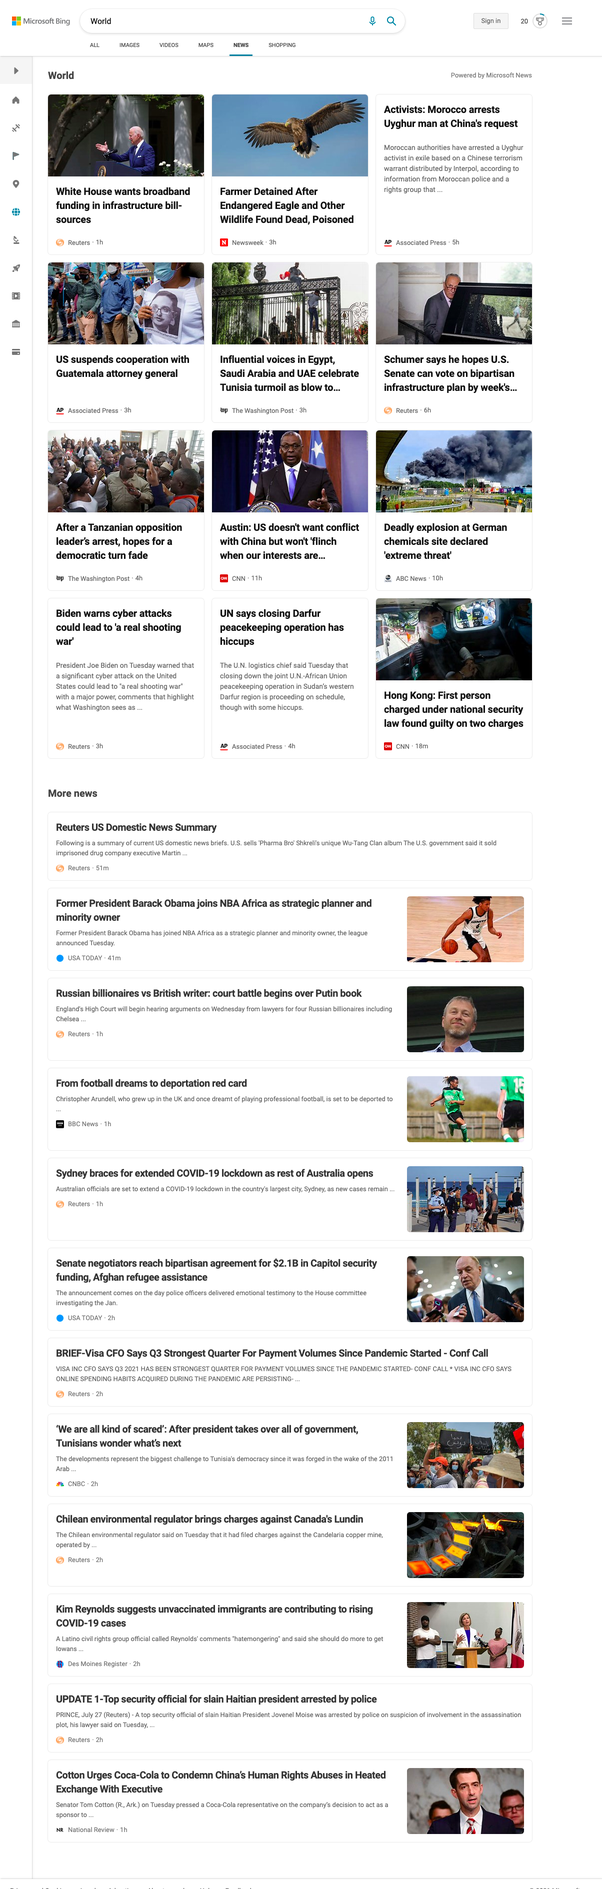 Microsoft Bing
World
Sign in
20
ALL
IMAGES
VIDEOS
MAPS
NEWS
SHOPPING
World
Powered by Microsoft News
White House wants broadband
funding in infrastructure bill-
sources
Reuters · 1h
Farmer Detained After
Endangered Eagle and Other
Wildlife Found Dead, Poisoned
Newsweek · 3h
Activists: Morocco arrests
Uyghur man at China's request
Moroccan authorities have arrested a Uyghur
activist in exile based on a Chinese terrorism
warrant distributed by Interpol, according to
information from Moroccan police and a
rights group that ...
AP Associated Press · 5h
US suspends cooperation with
Guatemala attorney general
AP Associated Press · 3h
Influential voices in Egypt,
Saudi Arabia and UAE celebrate
Tunisia turmoil as blow to...
wp The Washington Post · 3h
Schumer says he hopes U.S.
Senate can vote on bipartisan
infrastructure plan by week's...
Reuters · 6h
After a Tanzanian opposition
leader's arrest, hopes for a
democratic turn fade
wp The Washington Post · 4h
Austin: US doesn't want conflict
with China but won't 'flinch
when our interests are...
CNN · 11h
Deadly explosion at German
chemicals site declared
'extreme threat'
ABC News · 10h
Biden warns cyber attacks
could lead to 'a real shooting
war'
President Joe Biden on Tuesday warned that
a significant cyber attack on the United
States could lead to "a real shooting war"
with a major power, comments that highlight
what Washington sees as ...
Reuters · 3h
UN says closing Darfur
peacekeeping operation has
hiccups
The U.N. logistics chief said Tuesday that
closing down the joint U.N.-African Union
peacekeeping operation in Sudan's western
Darfur region is proceeding on schedule,
though with some hiccups.
AP Associated Press · 4h
Hong Kong: First person
charged under national security
law found guilty on two charges
CNN · 18m
More news
Reuters US Domestic News Summary
Following is a summary of current US domestic news briefs. U.S. sells 'Pharma Bro' Shkreli's unique Wu-Tang Clan album The U.S. government said it sold
imprisoned drug company executive Martin ...
Reuters · 51m
Former President Barack Obama joins NBA Africa as strategic planner and
minority owner
Former President Barack Obama has joined NBA Africa as a strategic planner and minority owner, the league
announced Tuesday.
USA TODAY · 41m
Russian billionaires vs British writer: court battle begins over Putin book
England's High Court will begin hearing arguments on Wednesday from lawyers for four Russian billionaires including
Chelsea ...
Reuters · 1h
From football dreams to deportation red card
Christopher Arundell, who grew up in the UK and once dreamt of playing professional football, is set to be deported to
...
BBC News · 1h
Sydney braces for extended COVID-19 lockdown as rest of Australia opens
Australian officials are set to extend a COVID-19 lockdown in the country's largest city, Sydney, as new cases remain ...
Reuters · 1h
Senate negotiators reach bipartisan agreement for $2.1B in Capitol security
funding, Afghan refugee assistance
The announcement comes on the day police officers delivered emotional testimony to the House committee
investigating the Jan.
USA TODAY · 2h
BRIEF-Visa CFO Says Q3 Strongest Quarter For Payment Volumes Since Pandemic Started - Conf Call
VISA INC CFO SAYS Q3 2021 HAS BEEN STRONGEST QUARTER FOR PAYMENT VOLUMES SINCE THE PANDEMIC STARTED- CONF CALL * VISA INC CFO SAYS
ONLINE SPENDING HABITS ACQUIRED DURING THE PANDEMIC ARE PERSISTING- ...
Reuters · 2h
'We are all kind of scared': After president takes over all of government,
Tunisians wonder what's next
The developments represent the biggest challenge to Tunisia's democracy since it was forged in the wake of the 2011
Arab ...
CNBC · 2h
Chilean environmental regulator brings charges against Canada's Lundin
The Chilean environmental regulator said on Tuesday that it had filed charges against the Candelaria copper mine,
operated by ...
Reuters · 2h
Kim Reynolds suggests unvaccinated immigrants are contributing to rising
COVID-19 cases
A Latino civil rights group official called Reynolds' comments "hatemongering" and said she should do more to get
Iowans ...
Des Moines Register · 2h
UPDATE 1-Top security official for slain Haitian president arrested by police
PRINCE, July 27 (Reuters) - A top security official of slain Haitian President Jovenel Moise was arrested by police on suspicion of involvement in the assassination
plot, his lawyer said on Tuesday, ...
Reuters · 2h
Cotton Urges Coca-Cola to Condemn China's Human Rights Abuses in Heated
Exchange With Executive
Senator Tom Cotton (R., Ark.) on Tuesday pressed a Coca-Cola representative on the company's decision to act as a
sponsor to ...
NR National Review · 1h